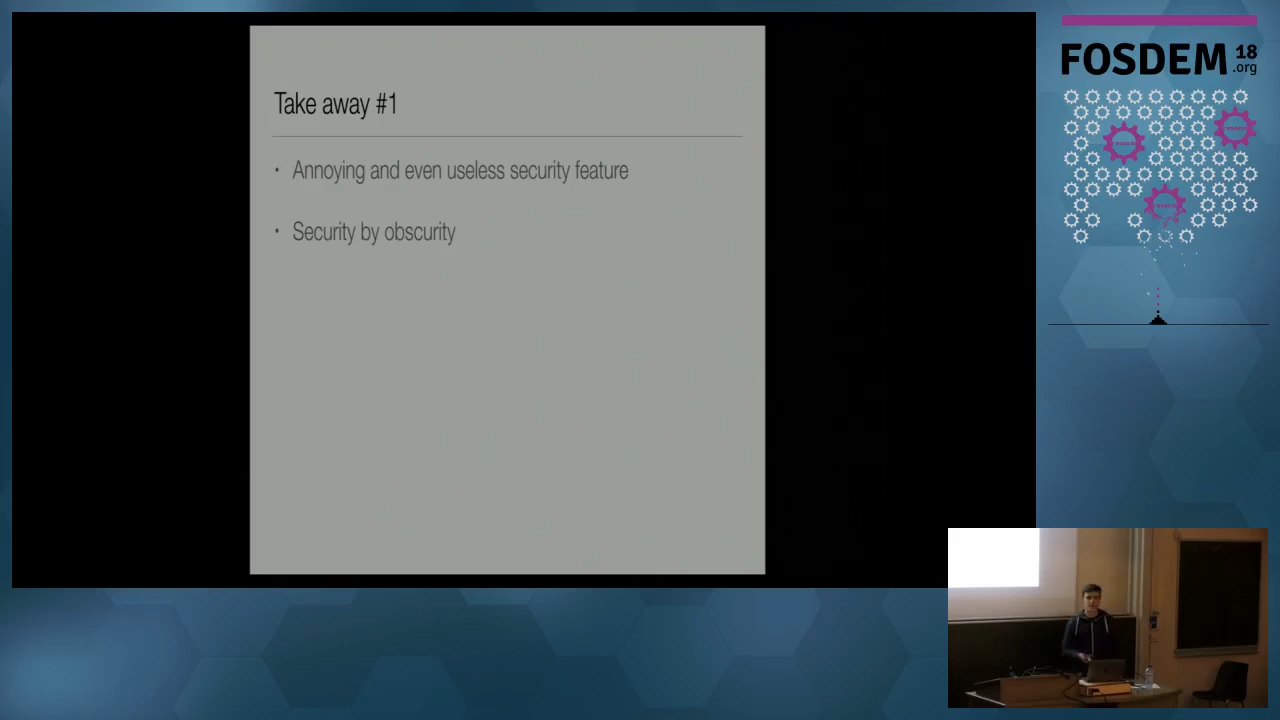 Take away #1
• Annoying and even useless security feature
• Security by obscurity
FOSDEM 18
.org